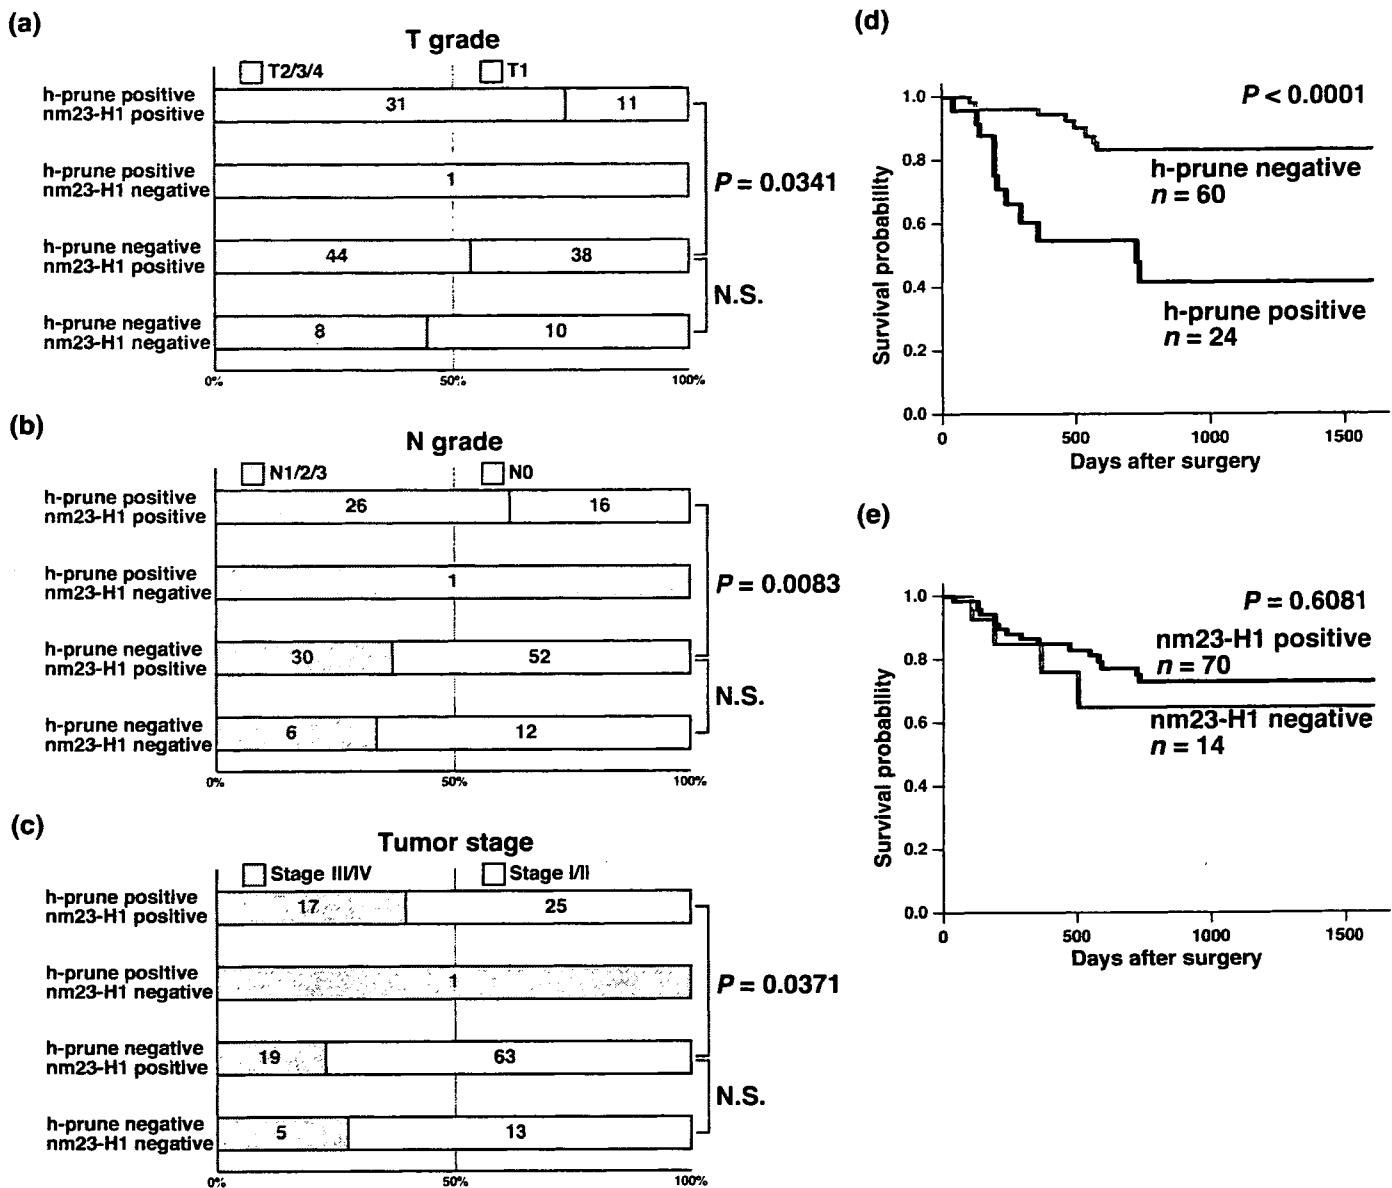 (a)
T grade
T2/3/4
T1
h-prune positive
nm23-H1 positive
31
11
h-prune positive
nm23-H1 negative
1
P = 0.0341
h-prune negative
nm23-H1 positive
44
38
N.S.
h-prune negative
nm23-H1 negative
8
10
0%
50%
100%
(b)
N grade
N1/2/3
N0
h-prune positive
nm23-H1 positive
26
16
h-prune positive
nm23-H1 negative
1
P = 0.0083
h-prune negative
nm23-H1 positive
30
52
N.S.
h-prune negative
nm23-H1 negative
6
12
0%
50%
100%
(c)
Tumor stage
Stage III/IV
Stage I/II
h-prune positive
nm23-H1 positive
17
25
h-prune positive
nm23-H1 negative
1
P = 0.0371
h-prune negative
nm23-H1 positive
19
63
N.S.
h-prune negative
nm23-H1 negative
5
13
0%
50%
100%
(d)
P < 0.0001
1.0
0.8
0.6
0.4
0.2
0.0
Survival probability
h-prune negative
n = 60
h-prune positive
n = 24
0
500
1000
1500
Days after surgery
(e)
P = 0.6081
1.0
0.8
0.6
0.4
0.2
0.0
Survival probability
nm23-H1 positive
n = 70
nm23-H1 negative
n = 14
0
500
1000
1500
Days after surgery